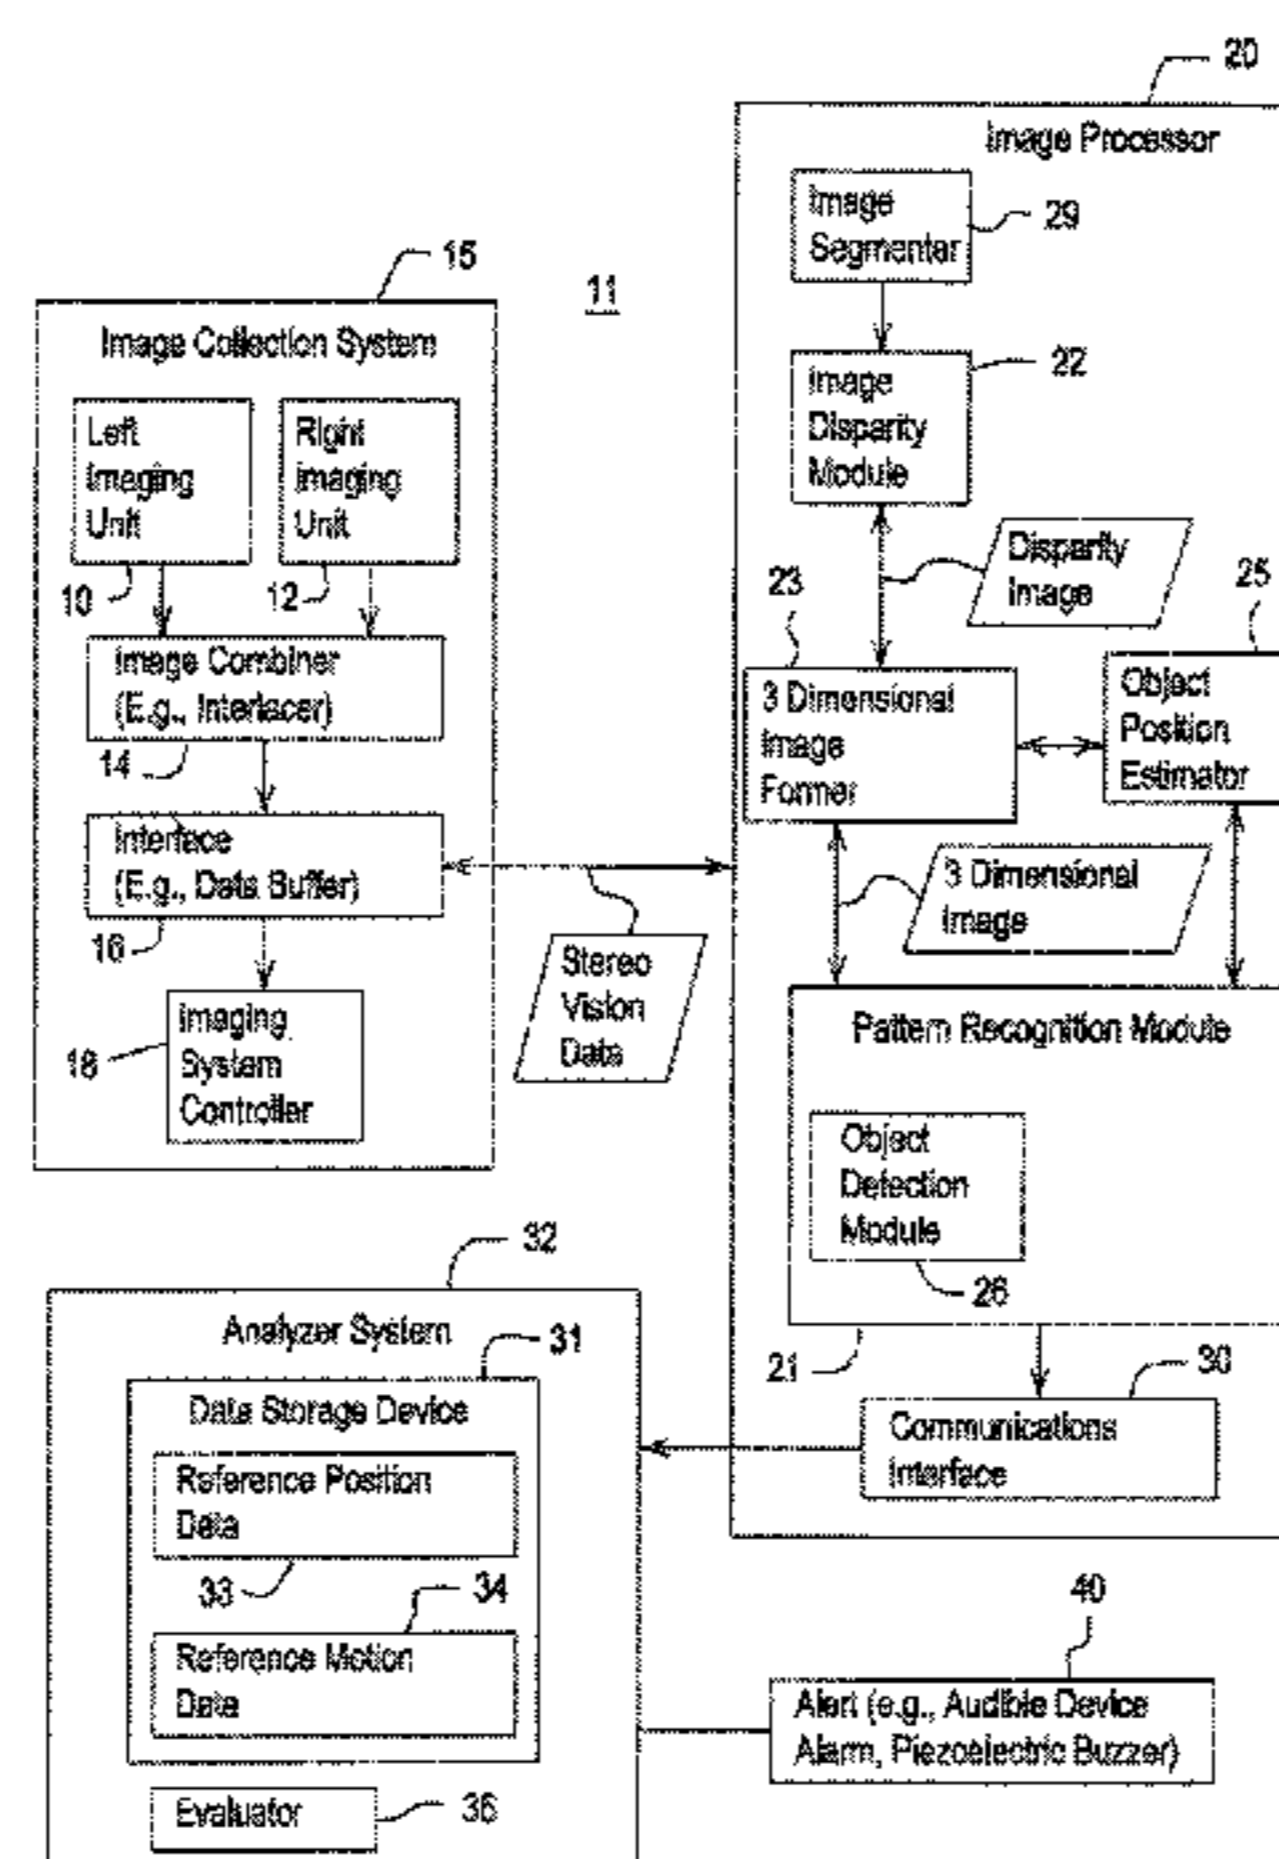 20
Image Processor
Image
Segmenter
29
15
11
Image Collection System
Image
Disparity
Module
22
Left
Imaging
Unit
Right
Imaging
Unit
Disparity
Image
10
12
23
25
Image Combiner
(E.g., Interlacer)
3 Dimensional
Image
Former
Object
Position
Estimator
14
Interface
(E.g., Data Buffer)
3 Dimensional
Image
16
Stereo
Vision
Data
Imaging
System
Controller
18
Pattern Recognition Module
Object
Detection
Module
26
32
Analyzer System
31
21
30
Data Storage Device
Communications
Interface
Reference Position
Data
33
34
40
Reference Motion
Data
Alert (e.g., Audible Device
Alarm, Piezoelectric Buzzer)
Evaluator
36